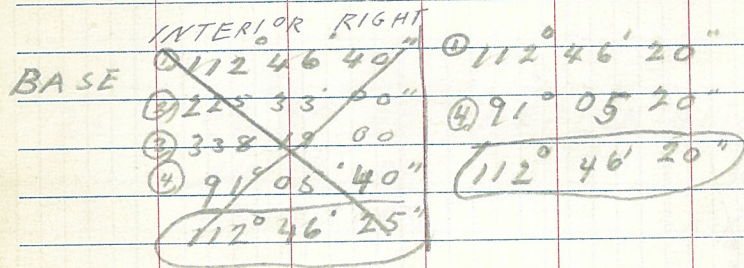 INTERIOR RIGHT
BASE
① 112° 46' 40"
② 225 33' 00"
③ 338 19 00
④ 91° 05' 40"
112° 46' 25"
① 112° 46' 20"
④ 91° 05 20"
112° 46' 20"